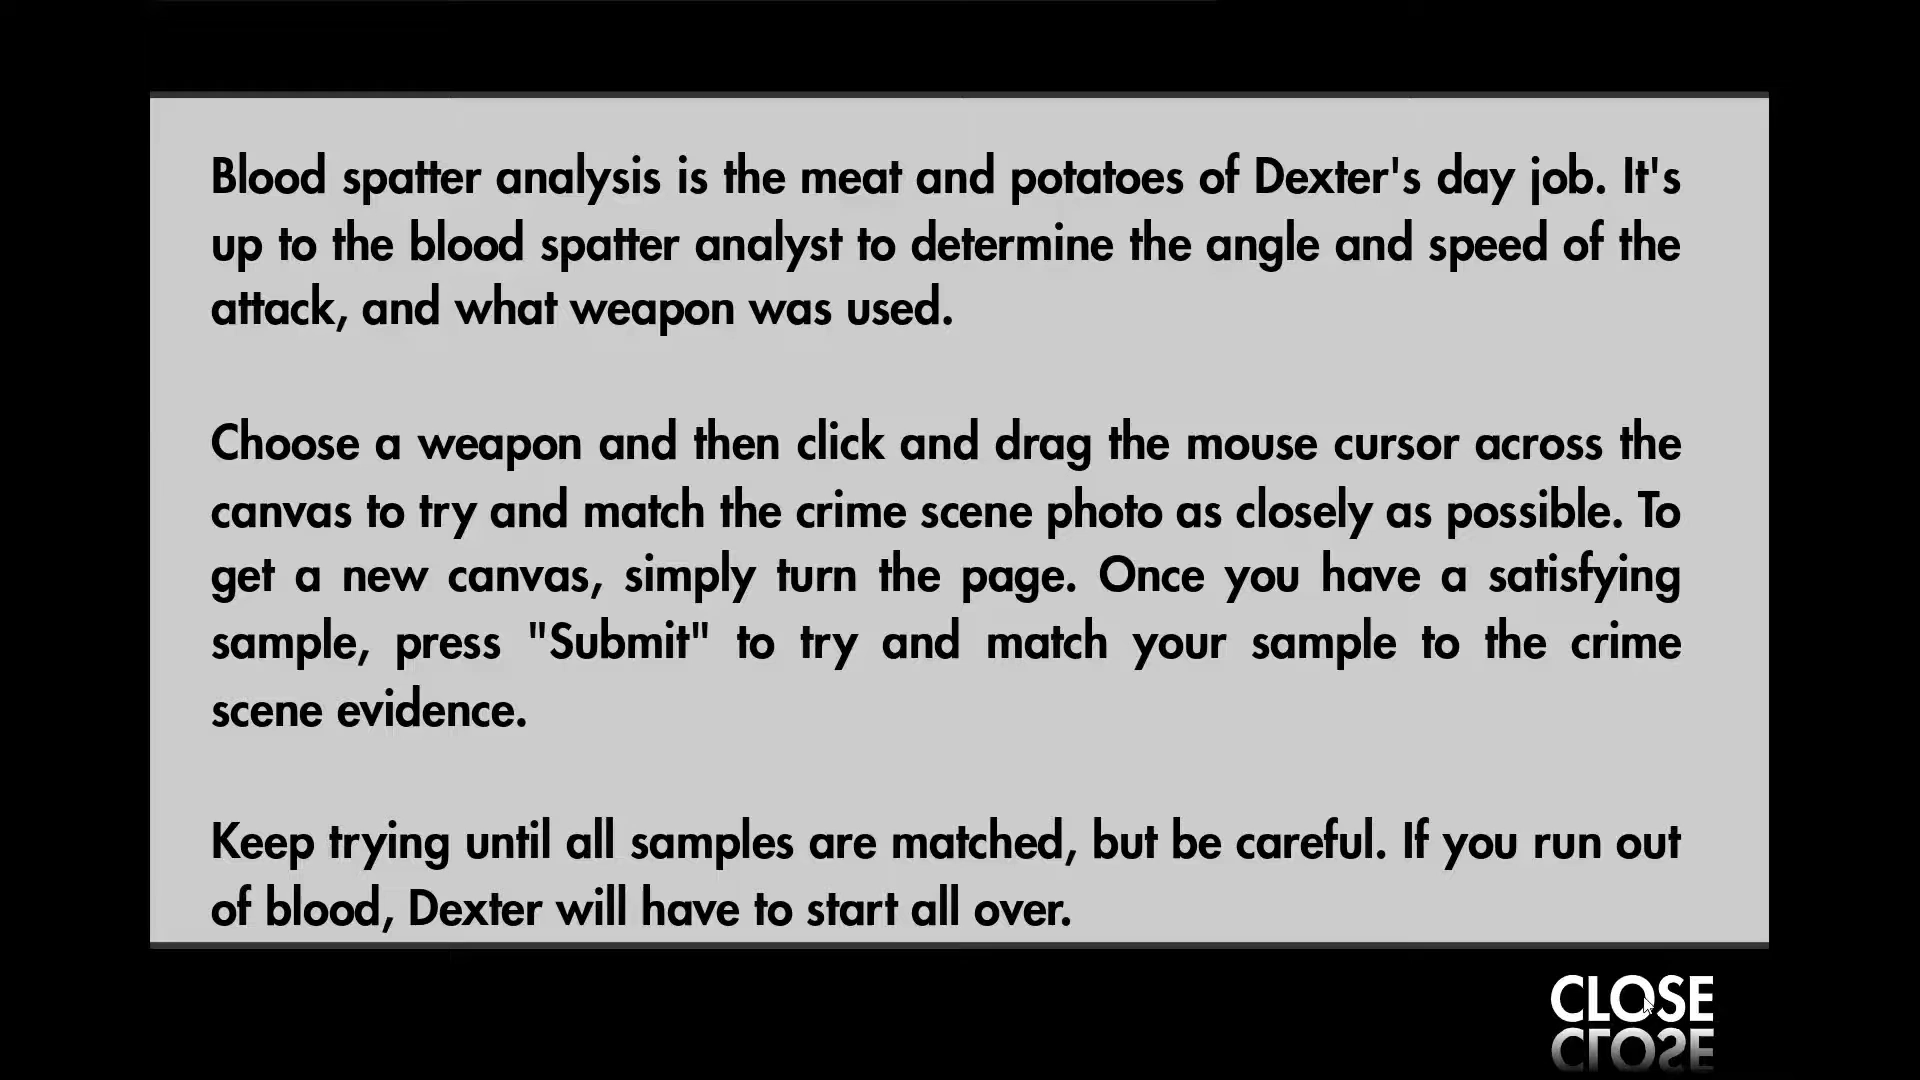 Blood spatter analysis is the meat and potatoes of Dexter's day job. It's
up to the blood spatter analyst to determine the angle and speed of the
attack, and what weapon was used.
Choose a weapon and then click and drag the mouse cursor across the
canvas to try and match the crime scene photo as closely as possible. To
get a new canvas, simply turn the page. Once you have a satisfying
sample, press "Submit" to try and match your sample to the crime
scene evidence.
Keep trying until all samples are matched, but be careful. If you run out
of blood, Dexter will have to start all over.
CLOSE